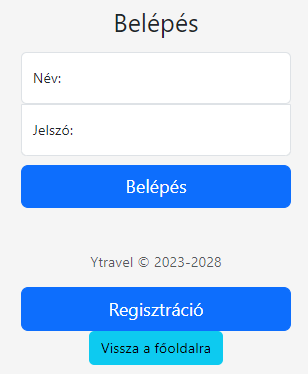 Belépés
Név:
Jelszó:
Belépés
Ytravel © 2023-2028
Regisztráció
Vissza a főoldalra